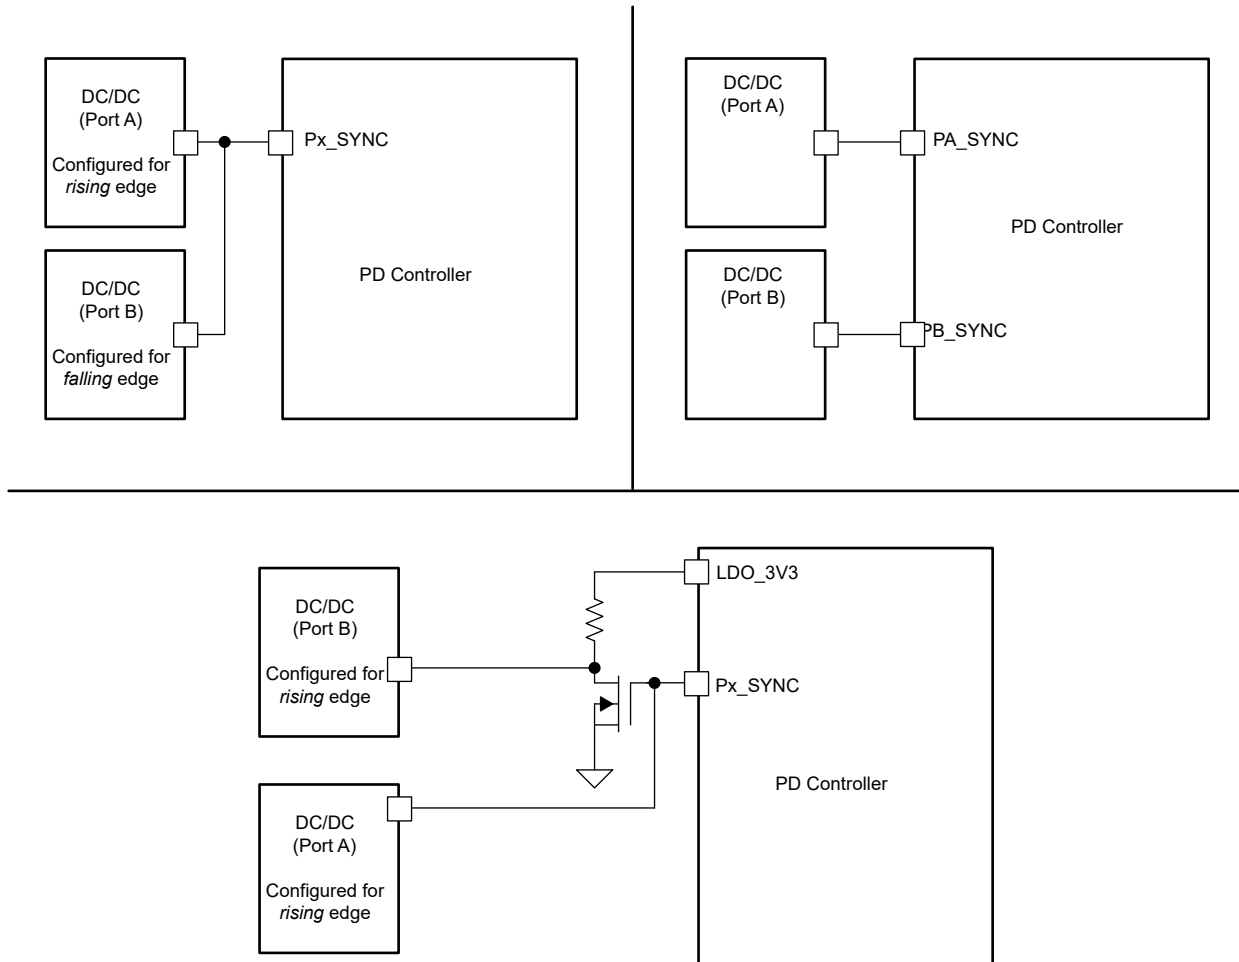 DC/DC
(Port A)
Configured for
rising edge
DC/DC
(Port B)
Configured for
falling edge
Px_SYNC
PD Controller
DC/DC
(Port A)
DC/DC
(Port B)
PA_SYNC
PD Controller
PB_SYNC
DC/DC
(Port B)
Configured for
rising edge
DC/DC
(Port A)
Configured for
rising edge
LDO_3V3
Px_SYNC
PD Controller